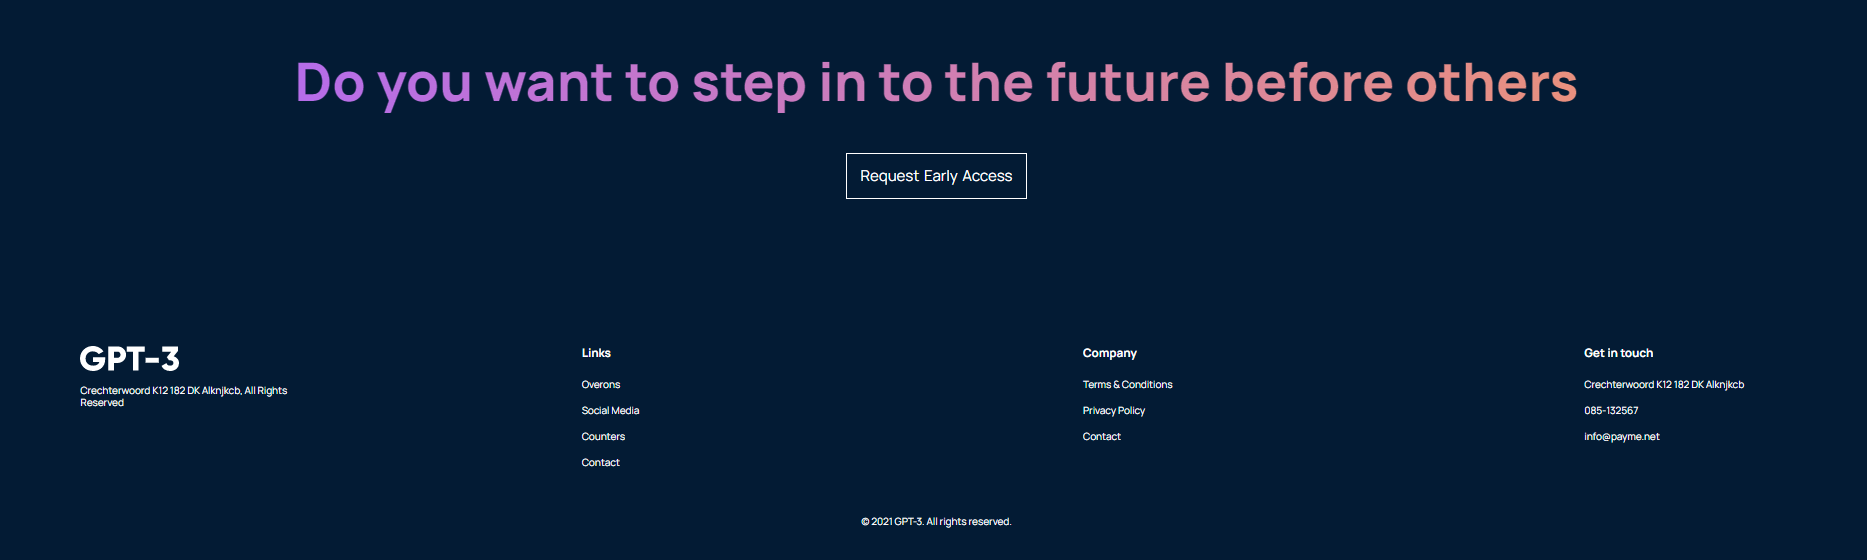 Do you want to step in to the future before others
Request Early Access
GPT-3
Crechterwoord K12 182 DK Alknjkcb, All Rights
Reserved
Links
Overons
Social Media
Counters
Contact
Company
Terms & Conditions
Privacy Policy
Contact
Get in touch
Crechterwoord K12 182 DK Alknjkcb
085-132567
info@payme.net
© 2021 GPT-3. All rights reserved.